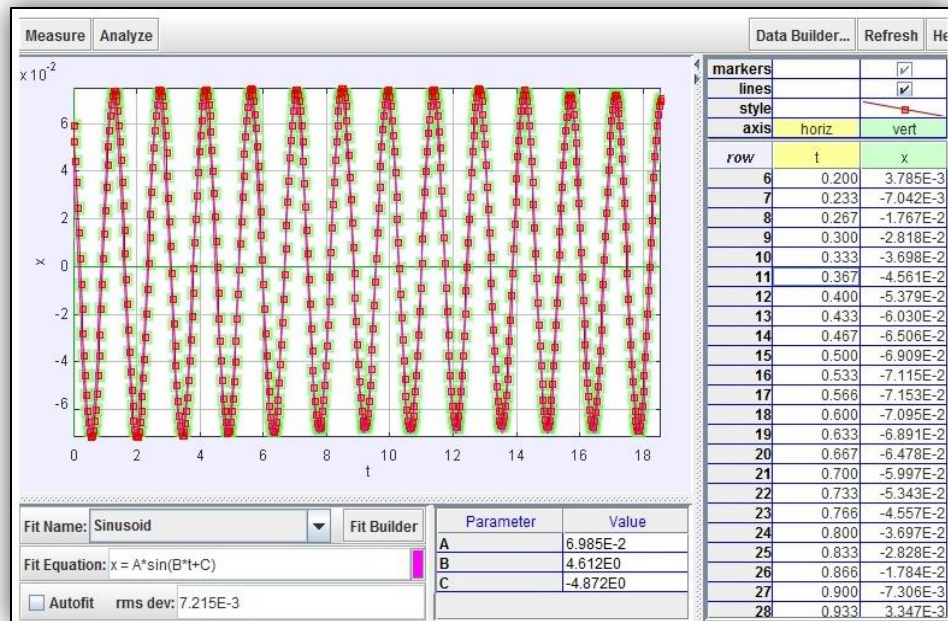 Measure Analyze Data Builder... Refresh He
x10-2
6
4
2
0
-2
-4
-6
x
0 2 4 6 8 10 12 14 16 18
t
markers
lines
style
axis horiz vert
row t x
6 0.200 3.785E-3
7 0.233 -7.042E-3
8 0.267 -1.767E-2
9 0.300 -2.818E-2
10 0.333 -3.698E-2
11 0.367 -4.561E-2
12 0.400 -5.379E-2
13 0.433 -6.030E-2
14 0.467 -6.506E-2
15 0.500 -6.909E-2
16 0.533 -7.115E-2
17 0.566 -7.153E-2
18 0.600 -7.095E-2
19 0.633 -6.891E-2
20 0.667 -6.478E-2
21 0.700 -5.997E-2
22 0.733 -5.343E-2
23 0.766 -4.557E-2
24 0.800 -3.697E-2
25 0.833 -2.828E-2
26 0.866 -1.784E-2
27 0.900 -7.306E-3
28 0.933 3.347E-3
Fit Name: Sinusoid Fit Builder
Fit Equation: x = A*sin(B*t+C)
Autofit rms dev: 7.215E-3
Parameter Value
A 6.985E-2
B 4.612E0
C -4.872E0